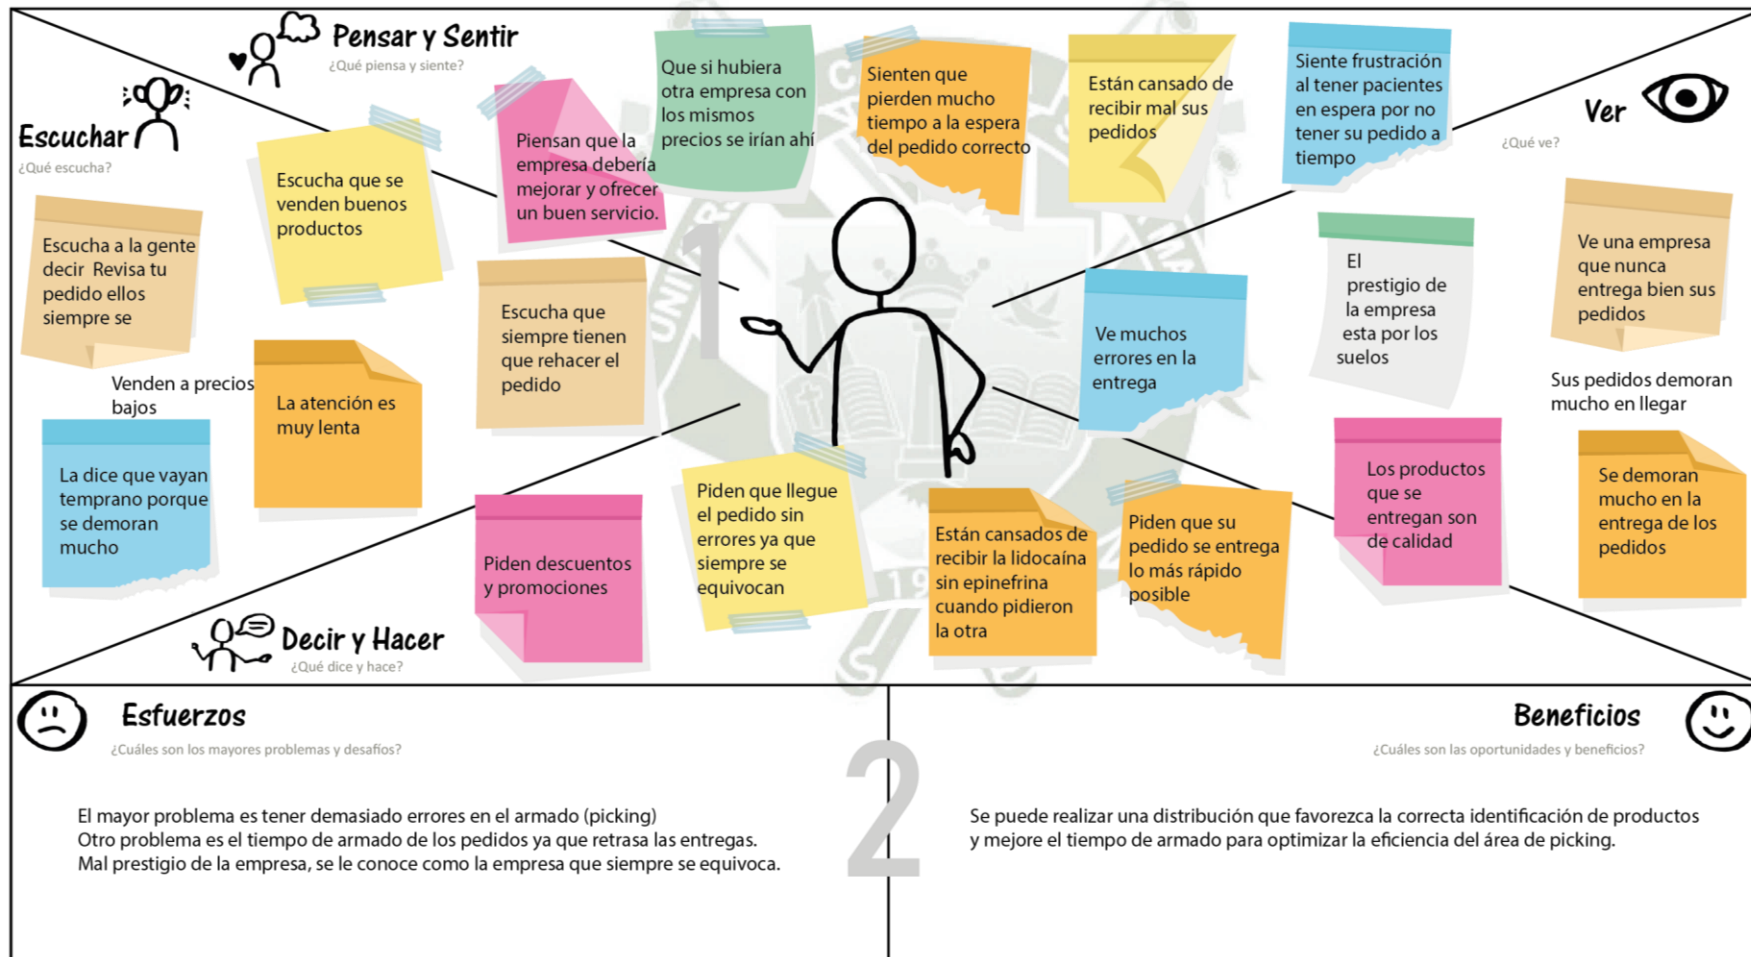 Pensar y Sentir
¿Qué piensa y siente?
Escuchar
¿Qué escucha?
Ver
¿Qué ve?
Escucha a la gente
decir Revisa tu
pedido ellos
siempre se
Escucha que se
venden buenos
productos
Piensan que la
empresa debería
mejorar y ofrecer
un buen servicio.
Que si hubiera
otra empresa con
los mismos
precios se irían ahí
Sienten que
pierden mucho
tiempo a la espera
del pedido correcto
Están cansado de
recibir mal sus
pedidos
Siente frustración
al tener pacientes
en espera por no
tener su pedido a
tiempo
Venden a precios
bajos
La atención es
muy lenta
Escucha que
siempre tienen
que rehacer el
pedido
1
Ve muchos
errores en la
entrega
El
prestigio de
la empresa
esta por los
suelos
Ve una empresa
que nunca
entrega bien sus
pedidos
Sus pedidos demoran
mucho en llegar
La dice que vayan
temprano porque
se demoran
mucho
Piden descuentos
y promociones
Piden que llegue
el pedido sin
errores ya que
siempre se
equivocan
Están cansados de
recibir la lidocaína
sin epinefrina
cuando pidieron
la otra
Piden que su
pedido se entrega
lo más rápido
posible
Los productos
que se
entregan son
de calidad
Se demoran
mucho en la
entrega de los
pedidos
Decir y Hacer
¿Qué dice y hace?
Esfuerzos
¿Cuáles son los mayores problemas y desafíos?
El mayor problema es tener demasiado errores en el armado (picking)
Otro problema es el tiempo de armado de los pedidos ya que retrasa las entregas.
Mal prestigio de la empresa, se le conoce como la empresa que siempre se equivoca.
2
Beneficios
¿Cuáles son las oportunidades y beneficios?
Se puede realizar una distribución que favorezca la correcta identificación de productos
y mejore el tiempo de armado para optimizar la eficiencia del área de picking.